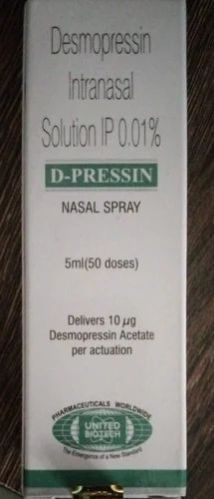 Desmopressin
Intranasal
Solution IP 0.01%
D-PRESSIN
NASAL SPRAY
5ml(50 doses)
Delivers 10 µg
Desmopressin Acetate
per actuation
PHARMACEUTICALS WORLDWIDE
UNITED
BIOTECH
The Emergence of a New Standard